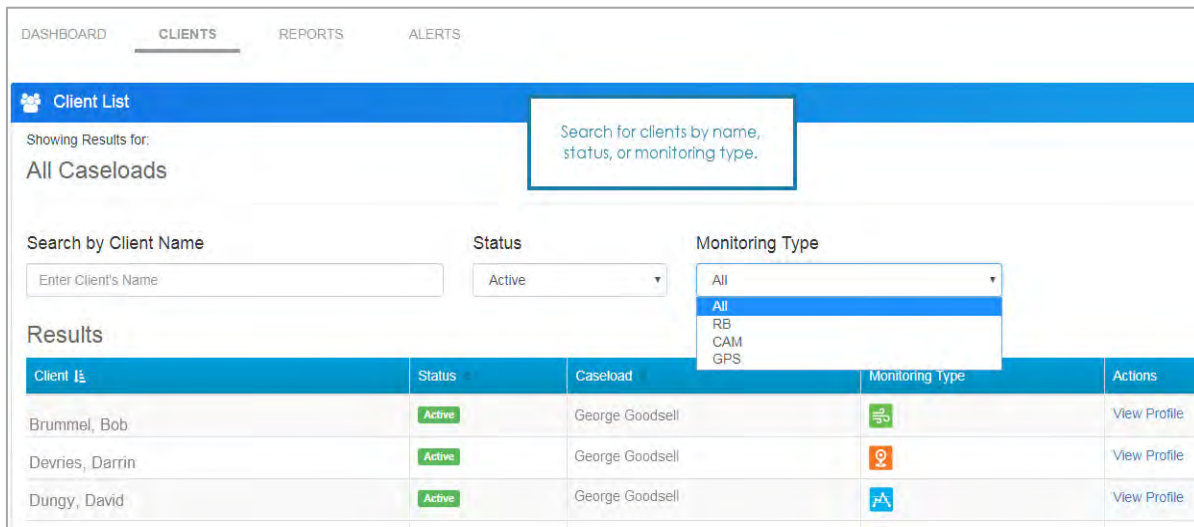 DASHBOARD CLIENTS REPORTS ALERTS
Client List
Search for clients by name,
status, or monitoring type.
Showing Results for:
All Caseloads
Search by Client Name Status Monitoring Type
Enter Client's Name Active All
All
RB
CAM
GPS
Results
Client Status Caseload Monitoring Type Actions
Brummel, Bob Active George Goodsell View Profile
Devries, Darrin Active George Goodsell View Profile
Dungy, David Active George Goodsell View Profile